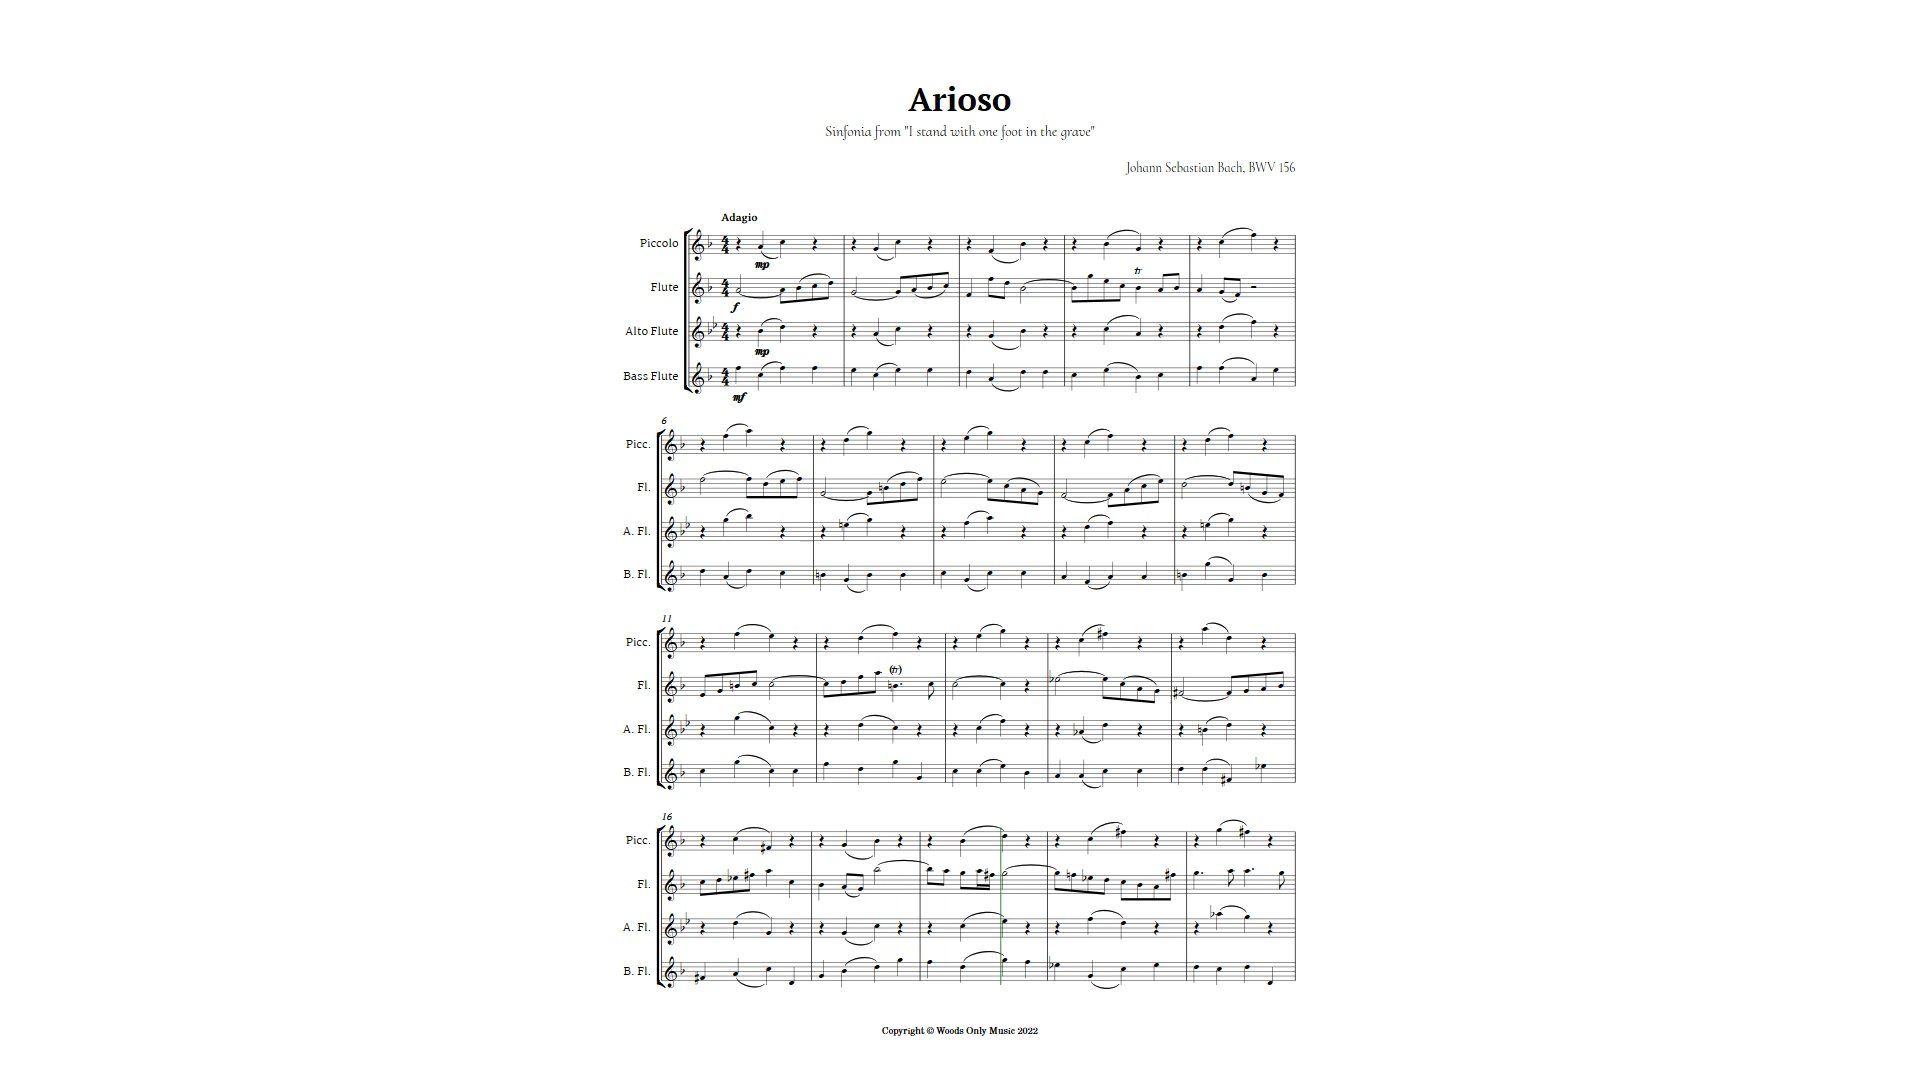 Arioso
Sinfonia from "I stand with one foot in the grave"
Johann Sebastian Bach, BWV 156
Adagio
Piccolo
mp
tr
Flute
f
Alto Flute
mp
Bass Flute
mf
6
Picc.
Fl.
A. Fl.
B. Fl.
11
Picc.
(tr)
Fl.
A. Fl.
B. Fl.
16
Picc.
Fl.
A. Fl.
B. Fl.
Copyright © Woods Only Music 2022